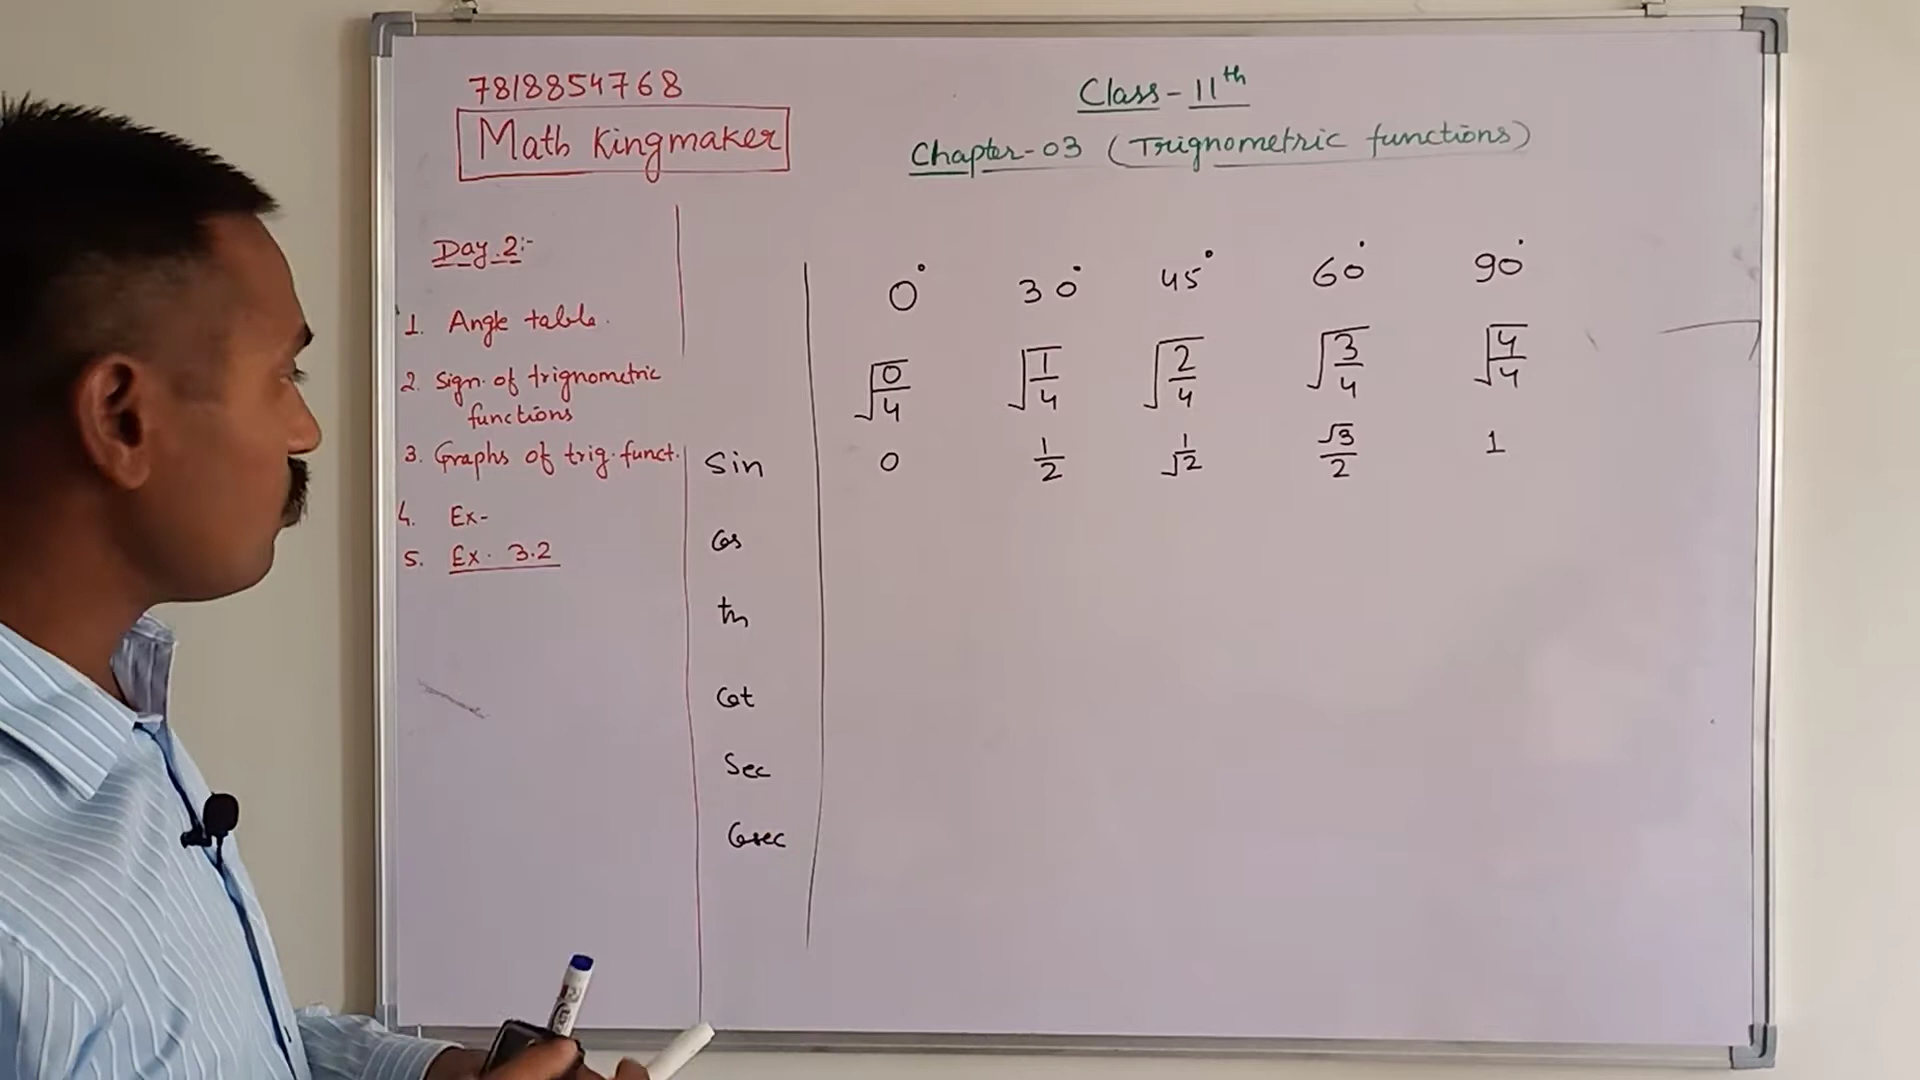 7818854768
Math Kingmaker
Class-11th
Chapter-03 (Trignometric functions)
Day 2:-
1. Angle table.
2. Sign. of trignometric
functions
3. Graphs of trig. funct.
4. Ex-
5. Ex. 3.2
0° 30° 45° 60° 90°
√0/4 √1/4 √2/4 √3/4 √4/4
Sin 0 1/2 1/√2 √3/2 1
Cos
tn
Cot
Sec
Cosec